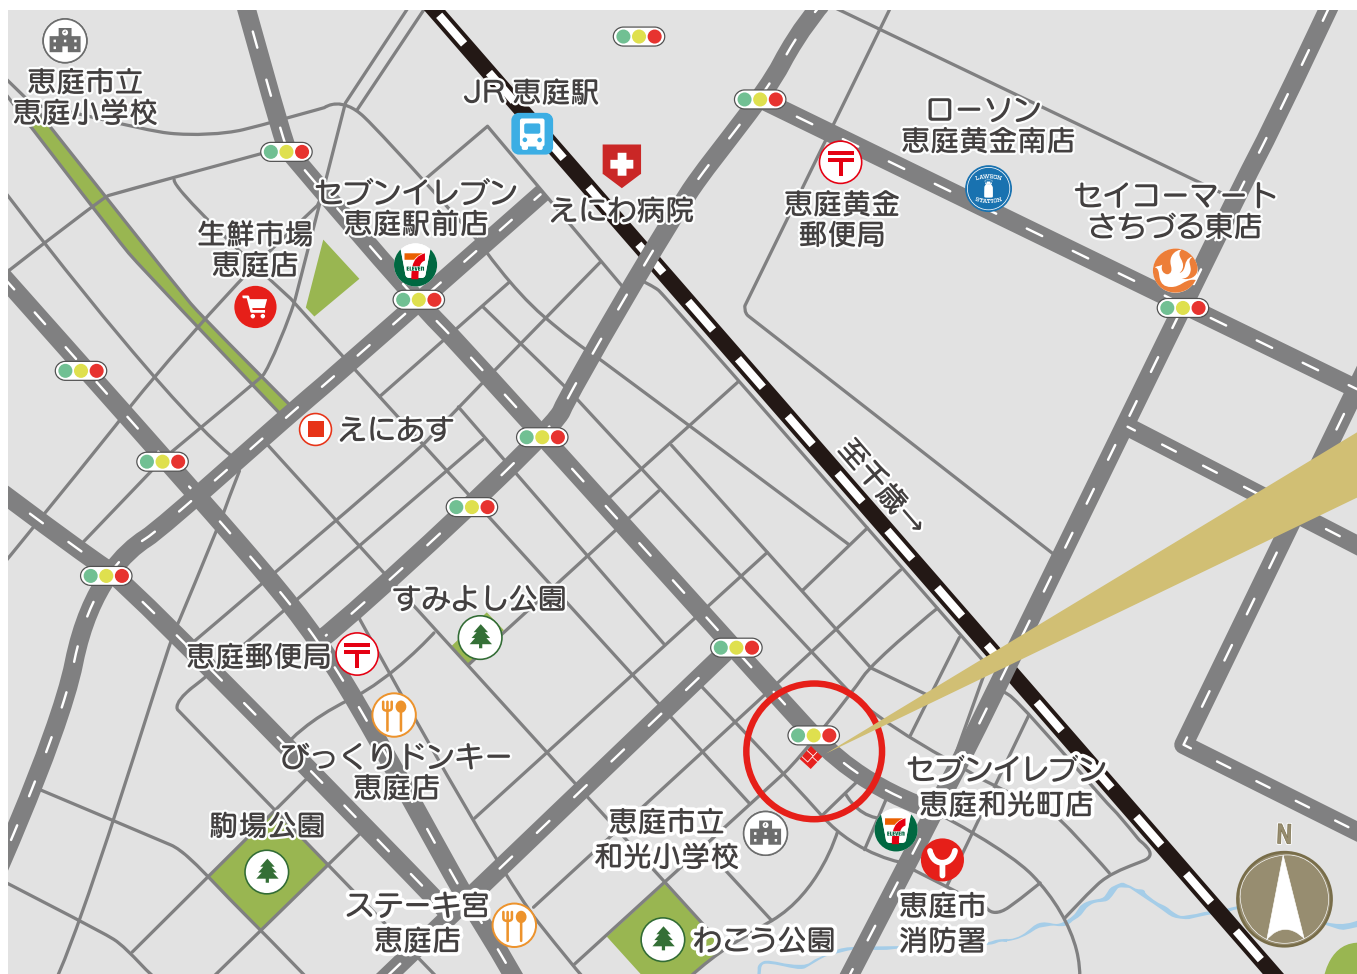 恵庭市立
恵庭小学校
JR 恵庭駅
ローソン
恵庭黄金南店
LAWSON
STATION
セブンイレブン
恵庭駅前店
7
ELEVEN
えにわ病院
恵庭黄金
郵便局
セイコーマート
さちづる東店
生鮮市場
恵庭店
えにあす
至千歳→
すみよし公園
恵庭郵便局
びっくりドンキー
恵庭店
セブンイレブン
恵庭和光町店
7
ELEVEN
駒場公園
恵庭市立
和光小学校
N
ステーキ宮
恵庭店
わこう公園
恵庭市
消防署